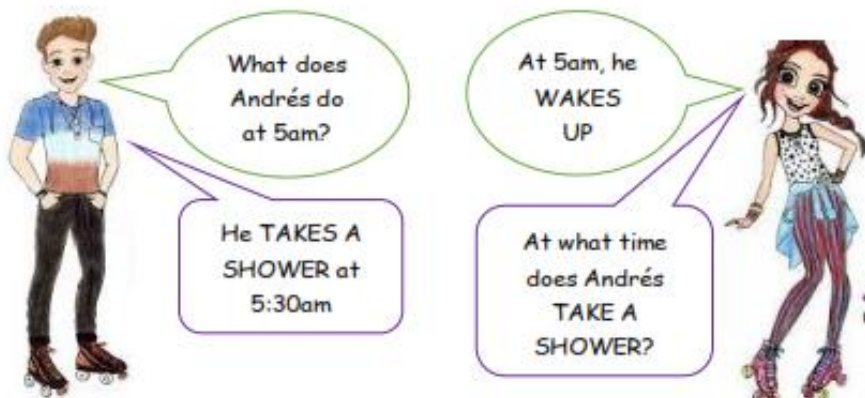 What does
Andrés do
at 5am?
At 5am, he
WAKES
UP
At what time
does Andrés
TAKE A
SHOWER?
He TAKES A
SHOWER at
5:30am